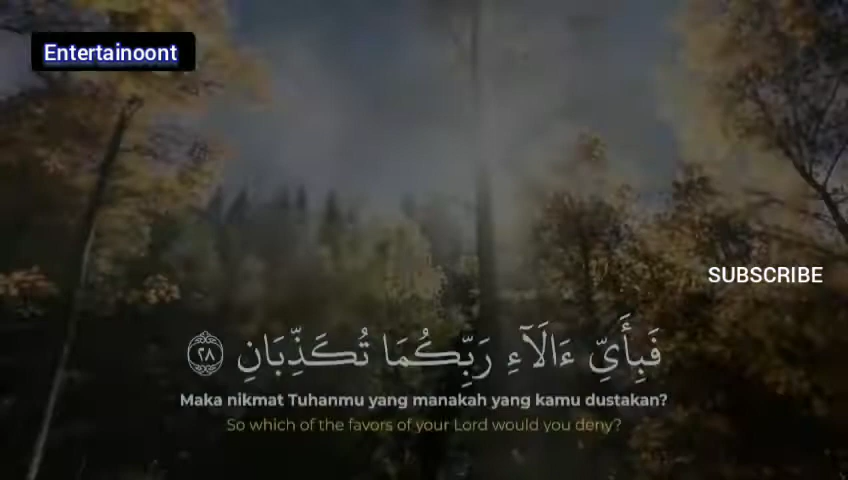 Entertainoont
SUBSCRIBE
فَبِأَيِّ ءَالَآءِ رَبِّكُمَا تُكَذِّبَانِ ٢٨
Maka nikmat Tuhanmu yang manakah yang kamu dustakan?
So which of the favors of your Lord would you deny?